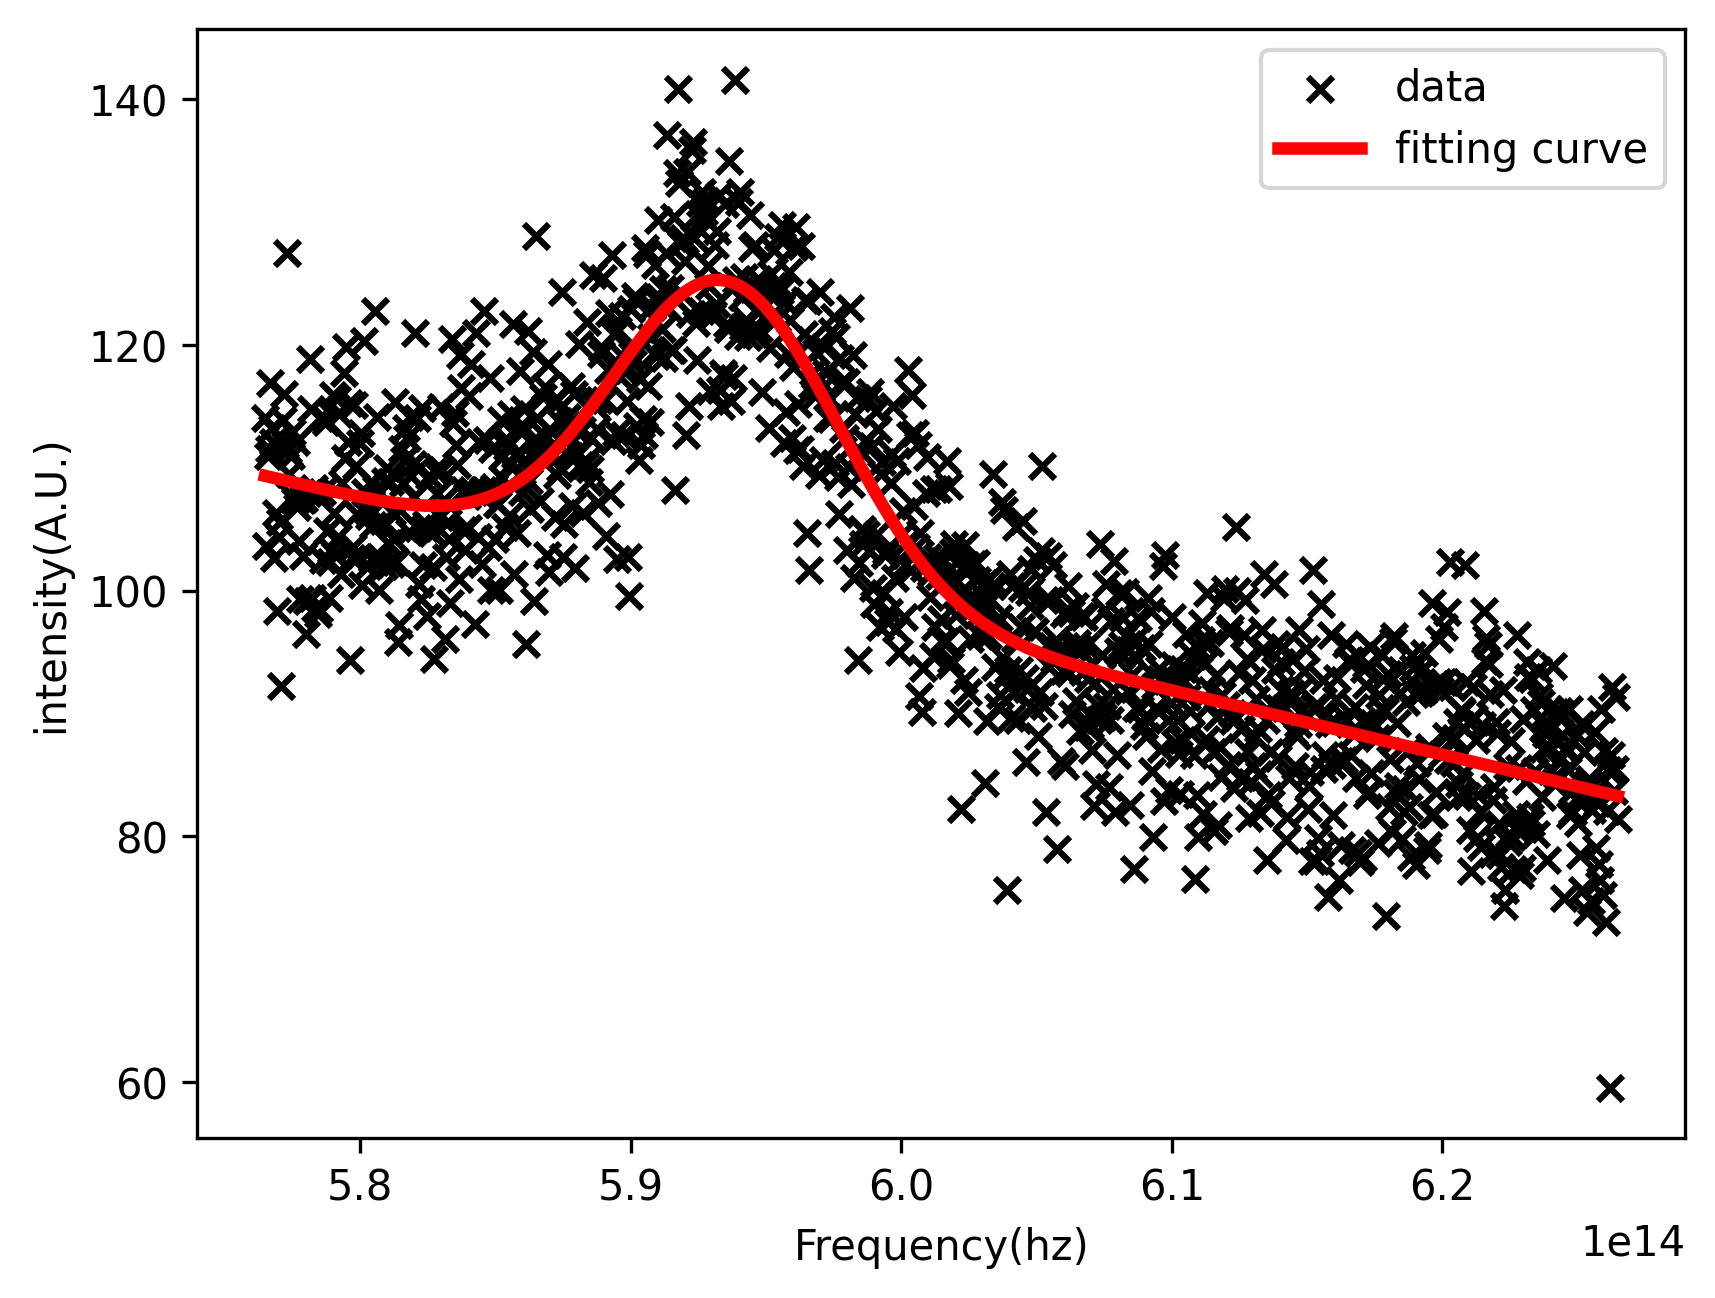 data
fitting curve
140
120
100
80
60
intensity(A.U.)
5.8
5.9
6.0
6.1
6.2
1e14
Frequency(hz)